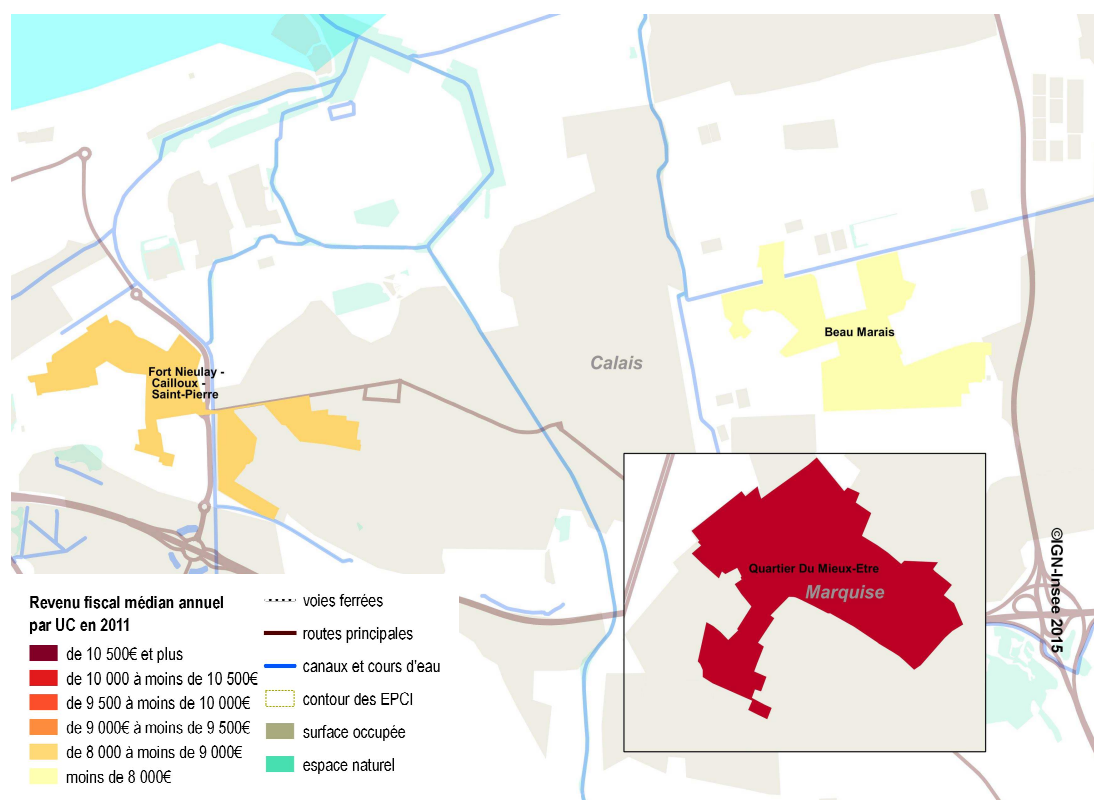 Fort Nieulay -
Cailloux -
Saint-Pierre
Calais
Beau Marais
Quartier Du Mieux-Etre
Marquise
©IGN-Insee 2015
Revenu fiscal médian annuel
par UC en 2011
de 10 500€ et plus
de 10 000 à moins de 10 500€
de 9 500 à moins de 10 000€
de 9 000€ à moins de 9 500€
de 8 000 à moins de 9 000€
moins de 8 000€
voies ferrées
routes principales
canaux et cours d'eau
contour des EPCI
surface occupée
espace naturel